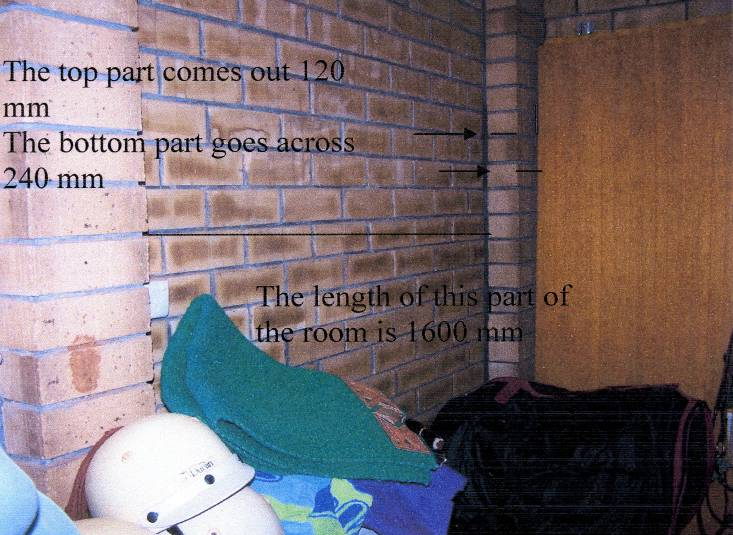 The top part comes out 120
mm
The bottom part goes across
240 mm
The length of this part of
the room is 1600 mm